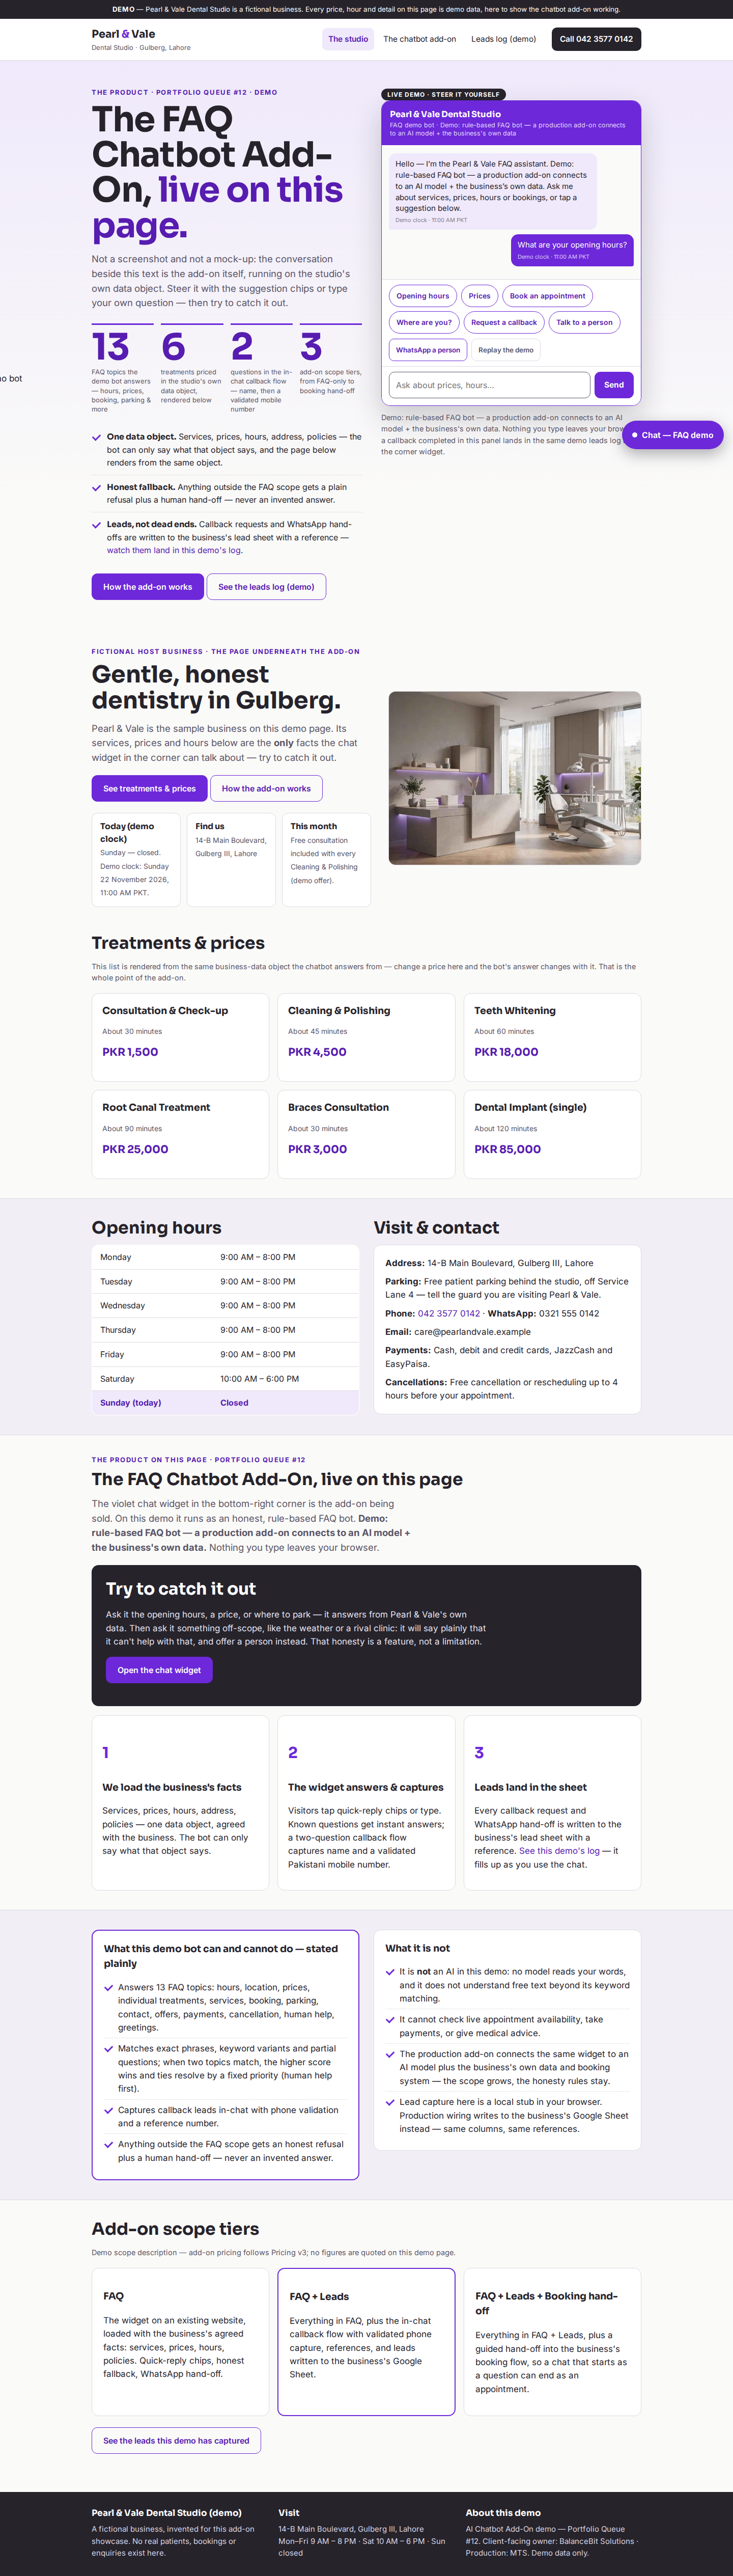 DEMO — Pearl & Vale Dental Studio is a fictional business. Every price, hour and detail on this page is demo data, here to show the chatbot add-on working.
Pearl & Vale
Dental Studio · Gulberg, Lahore
The studio
The chatbot add-on
Leads log (demo)
Call 042 3577 0142
THE PRODUCT · PORTFOLIO QUEUE #12 · DEMO
The FAQ
Chatbot Add-
On, live on this
page.
Not a screenshot and not a mock-up: the conversation
beside this text is the add-on itself, running on the studio's
own data object. Steer it with the suggestion chips or type
your own question — then try to catch it out.
13
FAQ topics the
demo bot answers
— hours, prices,
booking, parking &
more
6
treatments priced
in the studio's own
data object,
rendered below
2
questions in the in-
chat callback flow
— name, then a
validated mobile
number
3
add-on scope tiers,
from FAQ-only to
booking hand-off
One data object. Services, prices, hours, address, policies — the
bot can only say what that object says, and the page below
renders from the same object.
Honest fallback. Anything outside the FAQ scope gets a plain
refusal plus a human hand-off — never an invented answer.
Leads, not dead ends. Callback requests and WhatsApp hand-
offs are written to the business's lead sheet with a reference —
watch them land in this demo's log.
How the add-on works
See the leads log (demo)
LIVE DEMO · STEER IT YOURSELF
Pearl & Vale Dental Studio
FAQ demo bot · Demo: rule-based FAQ bot — a production add-on connects
to an AI model + the business's own data
Hello — I'm the Pearl & Vale FAQ assistant. Demo:
rule-based FAQ bot — a production add-on connects
to an AI model + the business's own data. Ask me
about services, prices, hours or bookings, or tap a
suggestion below.
Demo clock · 11:00 AM PKT
What are your opening hours?
Demo clock · 11:00 AM PKT
Opening hours
Prices
Book an appointment
Where are you?
Request a callback
Talk to a person
WhatsApp a person
Replay the demo
Ask about prices, hours…
Send
Demo: rule-based FAQ bot — a production add-on connects to an AI
model + the business's own data. Nothing you type leaves your brow
a callback completed in this panel lands in the same demo leads log
the corner widget.
Chat — FAQ demo
o bot
FICTIONAL HOST BUSINESS · THE PAGE UNDERNEATH THE ADD-ON
Gentle, honest
dentistry in Gulberg.
Pearl & Vale is the sample business on this demo page. Its
services, prices and hours below are the only facts the chat
widget in the corner can talk about — try to catch it out.
See treatments & prices
How the add-on works
Today (demo
clock)
Sunday — closed.
Demo clock: Sunday
22 November 2026,
11:00 AM PKT.
Find us
14-B Main Boulevard,
Gulberg III, Lahore
This month
Free consultation
included with every
Cleaning & Polishing
(demo offer).
Treatments & prices
This list is rendered from the same business-data object the chatbot answers from — change a price here and the bot's answer changes with it. That is the
whole point of the add-on.
Consultation & Check-up
About 30 minutes
PKR 1,500
Cleaning & Polishing
About 45 minutes
PKR 4,500
Teeth Whitening
About 60 minutes
PKR 18,000
Root Canal Treatment
About 90 minutes
PKR 25,000
Braces Consultation
About 30 minutes
PKR 3,000
Dental Implant (single)
About 120 minutes
PKR 85,000
Opening hours
Monday 9:00 AM – 8:00 PM
Tuesday 9:00 AM – 8:00 PM
Wednesday 9:00 AM – 8:00 PM
Thursday 9:00 AM – 8:00 PM
Friday 9:00 AM – 8:00 PM
Saturday 10:00 AM – 6:00 PM
Sunday (today) Closed
Visit & contact
Address: 14-B Main Boulevard, Gulberg III, Lahore
Parking: Free patient parking behind the studio, off Service
Lane 4 — tell the guard you are visiting Pearl & Vale.
Phone: 042 3577 0142 · WhatsApp: 0321 555 0142
Email: care@pearlandvale.example
Payments: Cash, debit and credit cards, JazzCash and
EasyPaisa.
Cancellations: Free cancellation or rescheduling up to 4
hours before your appointment.
THE PRODUCT ON THIS PAGE · PORTFOLIO QUEUE #12
The FAQ Chatbot Add-On, live on this page
The violet chat widget in the bottom-right corner is the add-on being
sold. On this demo it runs as an honest, rule-based FAQ bot. Demo:
rule-based FAQ bot — a production add-on connects to an AI model +
the business's own data. Nothing you type leaves your browser.
Try to catch it out
Ask it the opening hours, a price, or where to park — it answers from Pearl & Vale's own
data. Then ask it something off-scope, like the weather or a rival clinic: it will say plainly that
it can't help with that, and offer a person instead. That honesty is a feature, not a limitation.
Open the chat widget
1
We load the business's facts
Services, prices, hours, address,
policies — one data object, agreed
with the business. The bot can only
say what that object says.
2
The widget answers & captures
Visitors tap quick-reply chips or type.
Known questions get instant answers;
a two-question callback flow
captures name and a validated
Pakistani mobile number.
3
Leads land in the sheet
Every callback request and
WhatsApp hand-off is written to the
business's lead sheet with a
reference. See this demo's log — it
fills up as you use the chat.
What this demo bot can and cannot do — stated
plainly
Answers 13 FAQ topics: hours, location, prices,
individual treatments, services, booking, parking,
contact, offers, payments, cancellation, human help,
greetings.
Matches exact phrases, keyword variants and partial
questions; when two topics match, the higher score
wins and ties resolve by a fixed priority (human help
first).
Captures callback leads in-chat with phone validation
and a reference number.
Anything outside the FAQ scope gets an honest refusal
plus a human hand-off — never an invented answer.
What it is not
It is not an AI in this demo: no model reads your words,
and it does not understand free text beyond its keyword
matching.
It cannot check live appointment availability, take
payments, or give medical advice.
The production add-on connects the same widget to an
AI model plus the business's own data and booking
system — the scope grows, the honesty rules stay.
Lead capture here is a local stub in your browser.
Production wiring writes to the business's Google Sheet
instead — same columns, same references.
Add-on scope tiers
Demo scope description — add-on pricing follows Pricing v3; no figures are quoted on this demo page.
FAQ
The widget on an existing website,
loaded with the business's agreed
facts: services, prices, hours,
policies. Quick-reply chips, honest
fallback, WhatsApp hand-off.
FAQ + Leads
Everything in FAQ, plus the in-chat
callback flow with validated phone
capture, references, and leads
written to the business's Google
Sheet.
FAQ + Leads + Booking hand-
off
Everything in FAQ + Leads, plus a
guided hand-off into the business's
booking flow, so a chat that starts as
a question can end as an
appointment.
See the leads this demo has captured
Pearl & Vale Dental Studio (demo)
A fictional business, invented for this add-on
showcase. No real patients, bookings or
enquiries exist here.
Visit
14-B Main Boulevard, Gulberg III, Lahore
Mon–Fri 9 AM – 8 PM · Sat 10 AM – 6 PM · Sun
closed
About this demo
AI Chatbot Add-On demo — Portfolio Queue
#12. Client-facing owner: BalanceBit Solutions ·
Production: MTS. Demo data only.